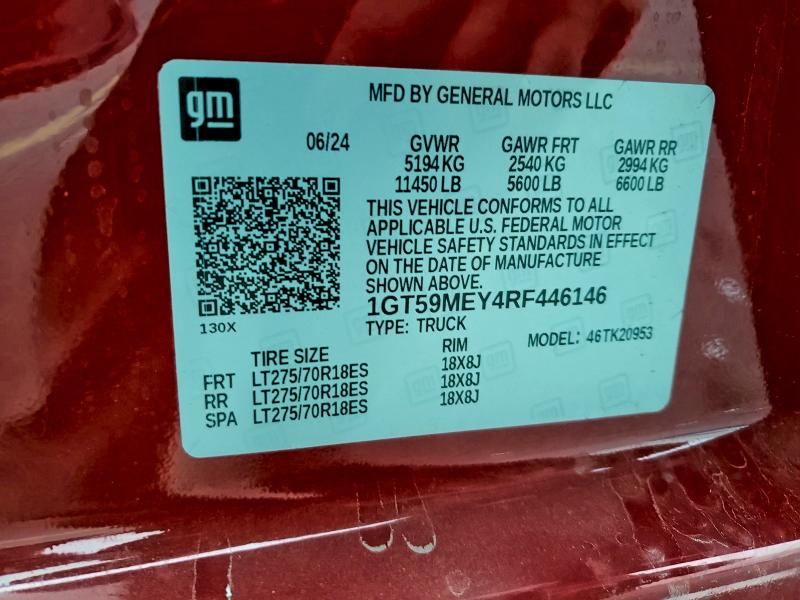 gm
MFD BY GENERAL MOTORS LLC
06/24 GVWR GAWR FRT GAWR RR
5194 KG 2540 KG 2994 KG
11450 LB 5600 LB 6600 LB
THIS VEHICLE CONFORMS TO ALL
APPLICABLE U.S. FEDERAL MOTOR
VEHICLE SAFETY STANDARDS IN EFFECT
ON THE DATE OF MANUFACTURE
SHOWN ABOVE.
1GT59MEY4RF446146
130X
TYPE: TRUCK
MODEL: 46TK20953
TIRE SIZE RIM
FRT LT275/70R18ES 18X8J
RR LT275/70R18ES 18X8J
SPA LT275/70R18ES 18X8J